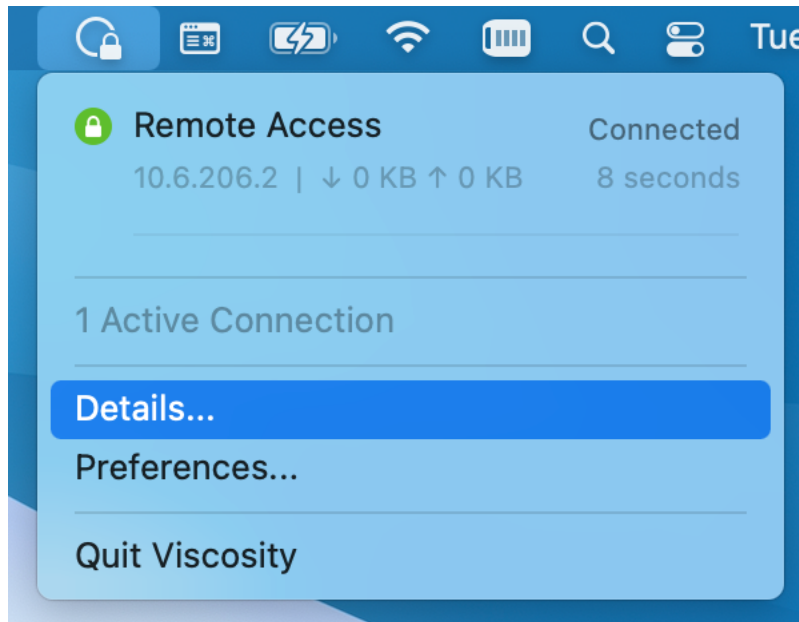 Tue
Remote Access Connected
10.6.206.2 | ↓ 0 KB ↑ 0 KB 8 seconds
1 Active Connection
Details...
Preferences...
Quit Viscosity